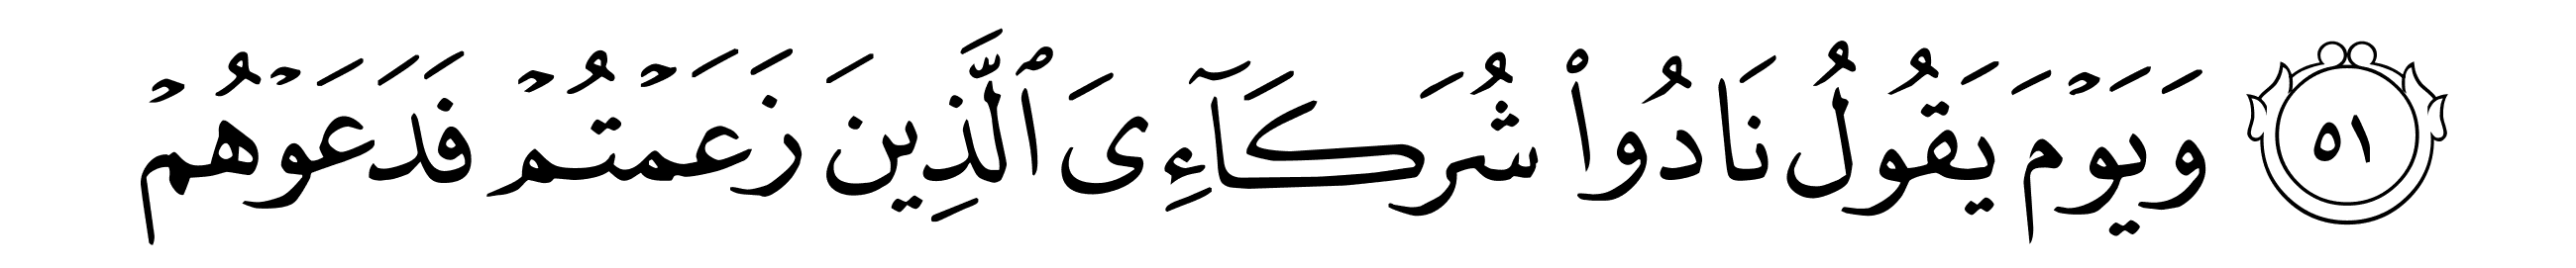 ٥١ وَيَوْمَ يَقُولُ نَادُوا۟ شُرَكَآءِىَ ٱلَّذِينَ زَعَمْتُمْ فَدَعَوْهُمْ